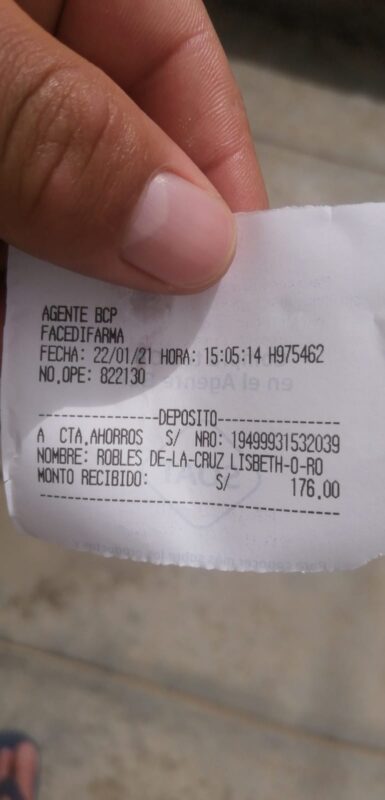 AGENTE BCP
FACEDIFARMA
FECHA: 22/01/21 HORA: 15:05:14 H975462
NO,OPE: 822130
----------------DEPOSITO----------------
A CTA,AHORROS S/ NRO: 19499931532039
NOMBRE: ROBLES DE-LA-CRUZ LISBETH-O-RO
MONTO RECIBIDO: S/ 176,00
----------------------------------------